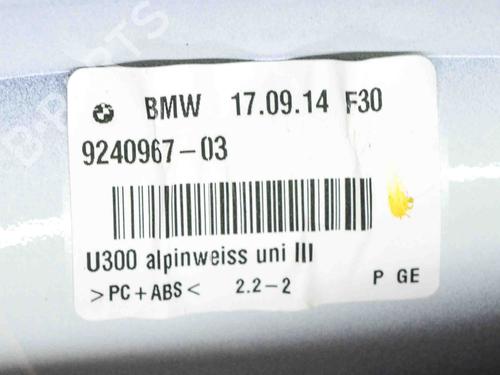 BMW 17.09.14 F30
9240967-03
U300 alpinweiss uni III
>PC+ABS< 2.2-2 P GE